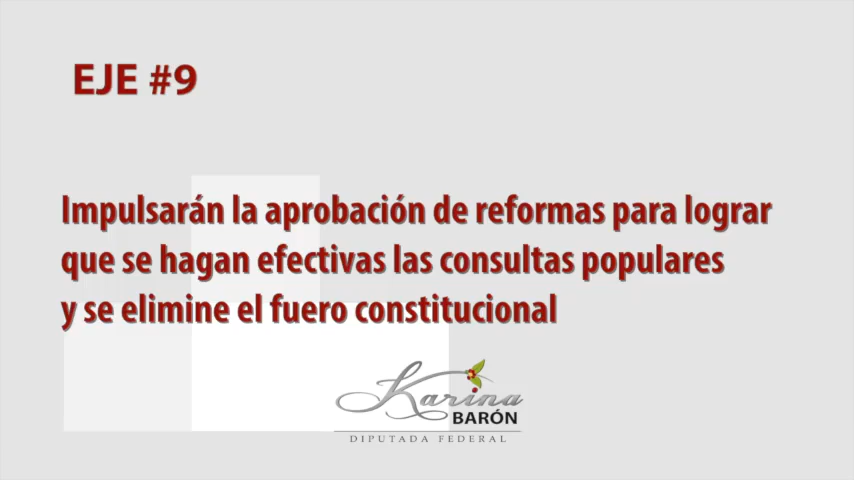 EJE #9
Impulsarán la aprobación de reformas para lograr
que se hagan efectivas las consultas populares
y se elimine el fuero constitucional
Karina
BARÓN
DIPUTADA FEDERAL